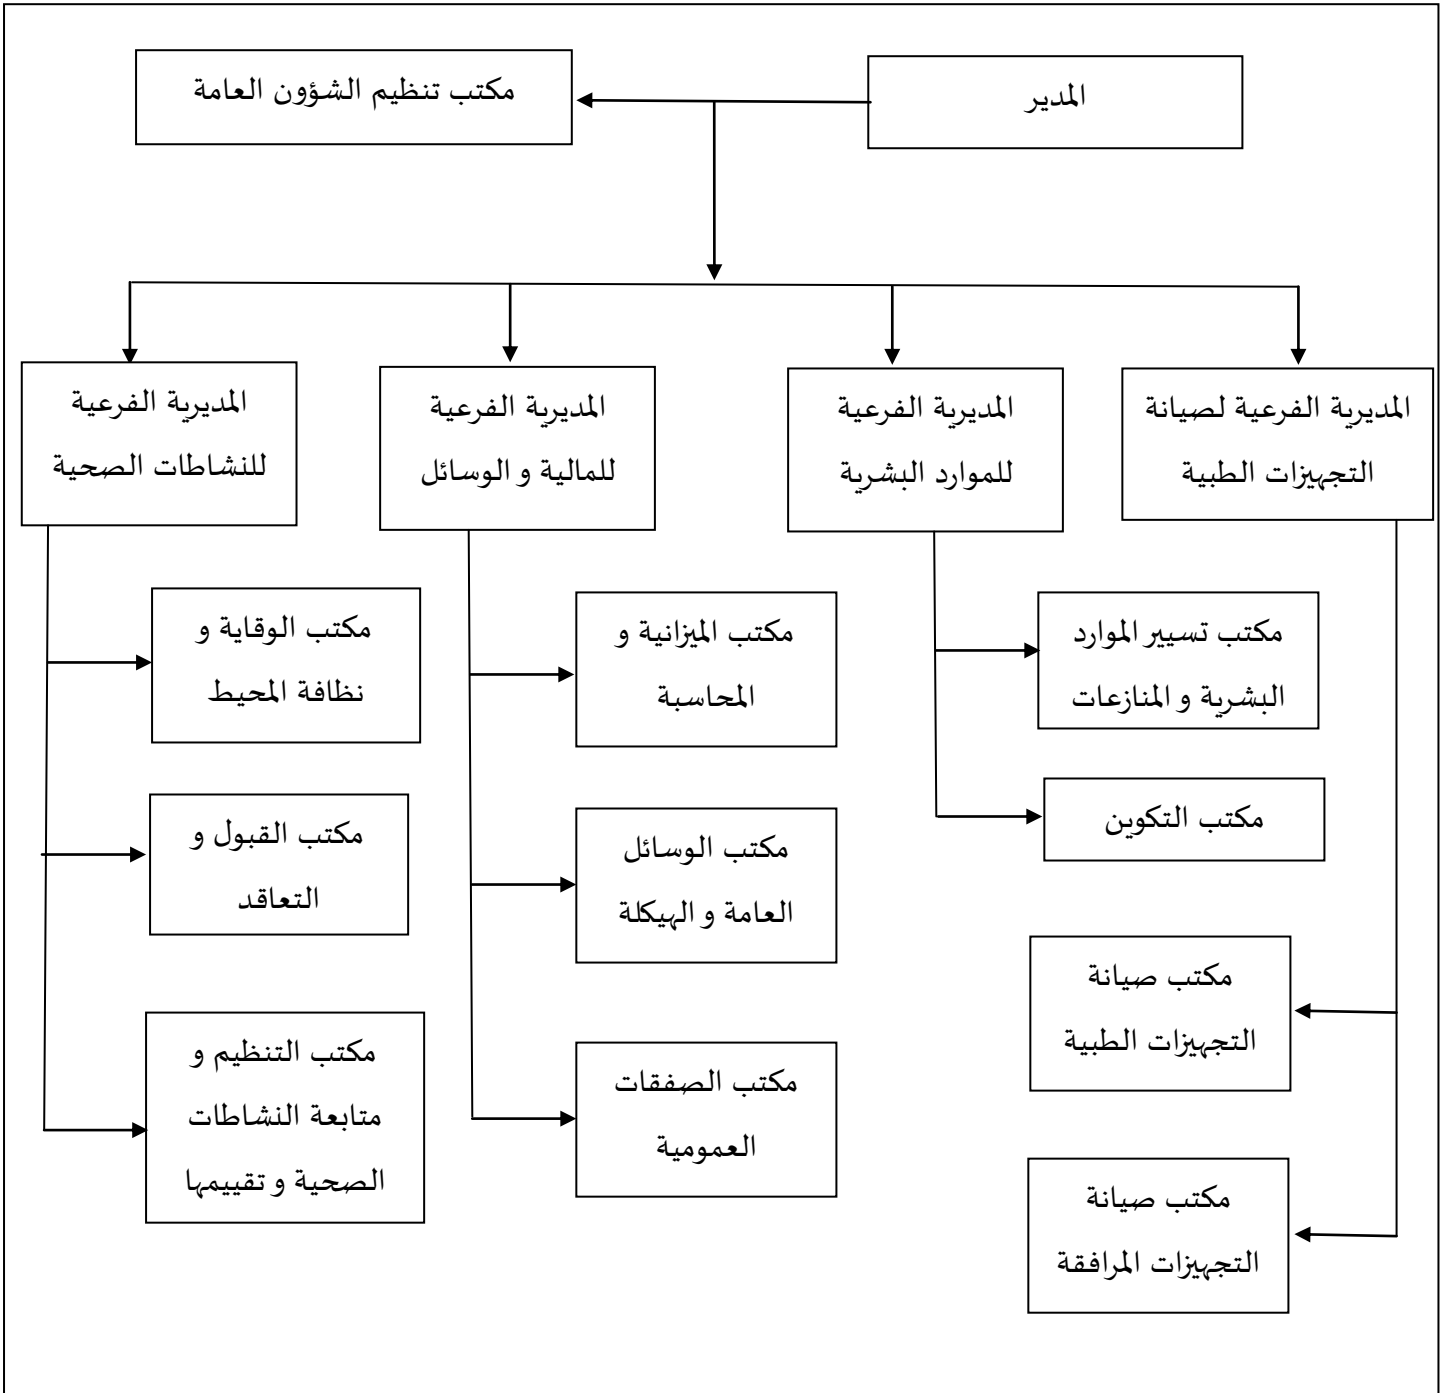 المدير
مكتب تنظيم الشؤون العامة
المديرية الفرعية لصيانة
التجهيزات الطبية
المديرية الفرعية
للموارد البشرية
المديرية الفرعية
للمالية و الوسائل
المديرية الفرعية
للنشاطات الصحية
مكتب تسيير الموارد
البشرية و المنازعات
مكتب التكوين
مكتب صيانة
التجهيزات الطبية
مكتب صيانة
التجهيزات المرافقة
مكتب الميزانية و
المحاسبة
مكتب الوسائل
العامة و الهيكلة
مكتب الصفقات
العمومية
مكتب الوقاية و
نظافة المحيط
مكتب القبول و
التعاقد
مكتب التنظيم و
متابعة النشاطات
الصحية و تقييمها